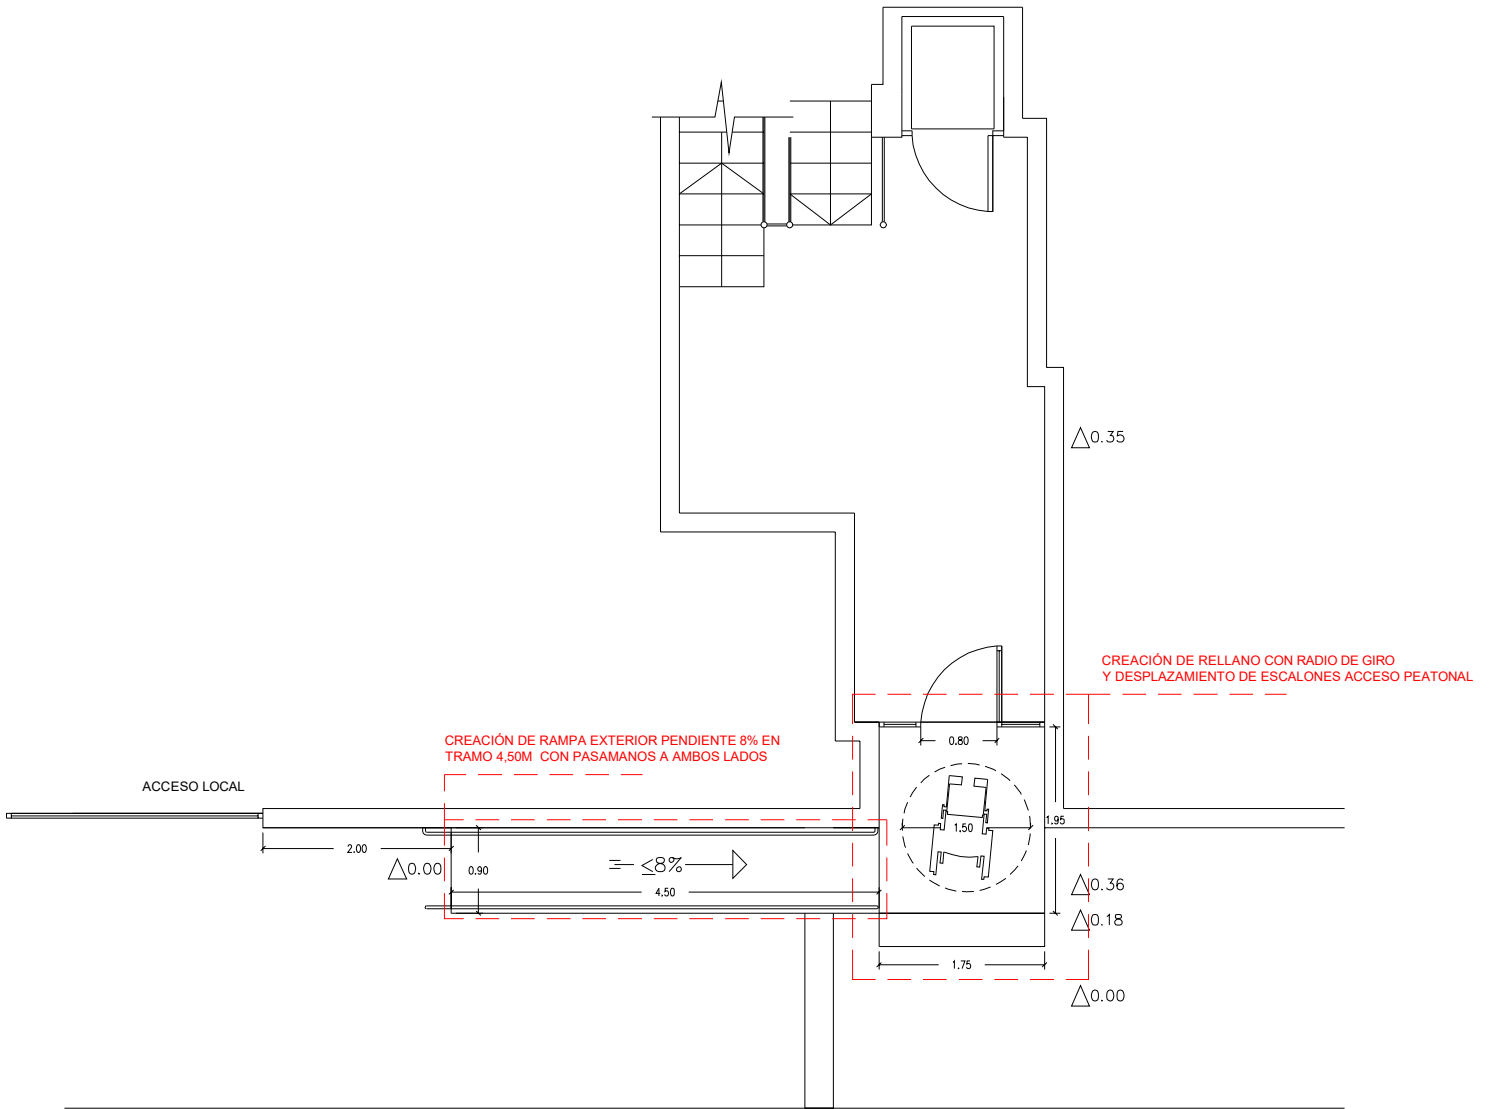 0.35
CREACIÓN DE RELLANO CON RADIO DE GIRO
Y DESPLAZAMIENTO DE ESCALONES ACCESO PEATONAL
CREACIÓN DE RAMPA EXTERIOR PENDIENTE 8% EN
TRAMO 4,50M CON PASAMANOS A AMBOS LADOS
0.80
ACCESO LOCAL
1.95
1.50
2.00
0.00
0.90
≤8%
4.50
0.36
0.18
1.75
0.00